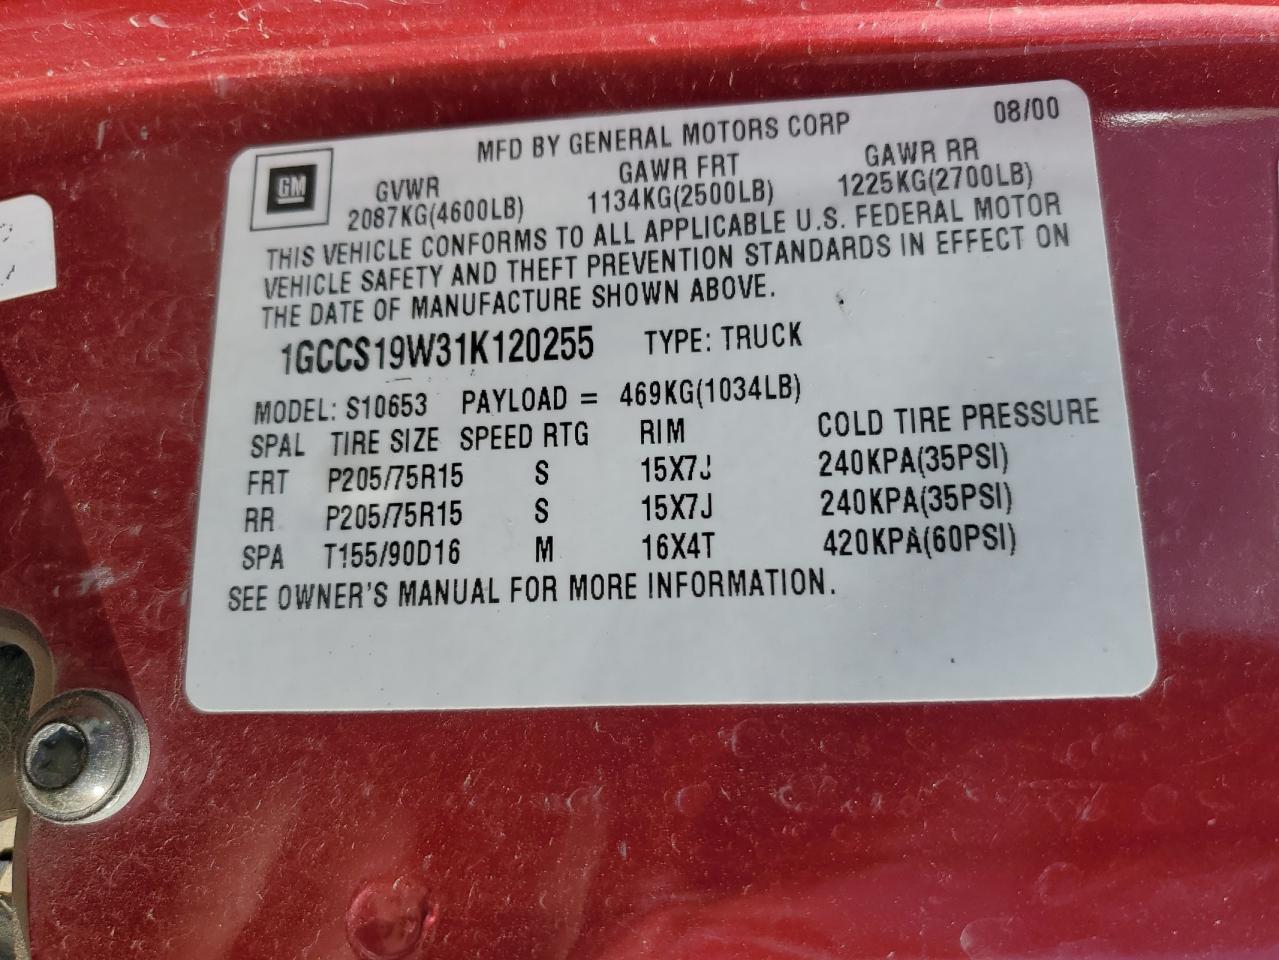 08/00
MFD BY GENERAL MOTORS CORP
GM
GVWR GAWR FRT GAWR RR
2087KG(4600LB) 1134KG(2500LB) 1225KG(2700LB)
THIS VEHICLE CONFORMS TO ALL APPLICABLE U.S. FEDERAL MOTOR
VEHICLE SAFETY AND THEFT PREVENTION STANDARDS IN EFFECT ON
THE DATE OF MANUFACTURE SHOWN ABOVE.
1GCCS19W31K120255 TYPE: TRUCK
MODEL: S10653 PAYLOAD = 469KG(1034LB)
SPAL TIRE SIZE SPEED RTG RIM COLD TIRE PRESSURE
FRT P205/75R15 S 15X7J 240KPA(35PSI)
RR P205/75R15 S 15X7J 240KPA(35PSI)
SPA T155/90D16 M 16X4T 420KPA(60PSI)
SEE OWNER'S MANUAL FOR MORE INFORMATION.